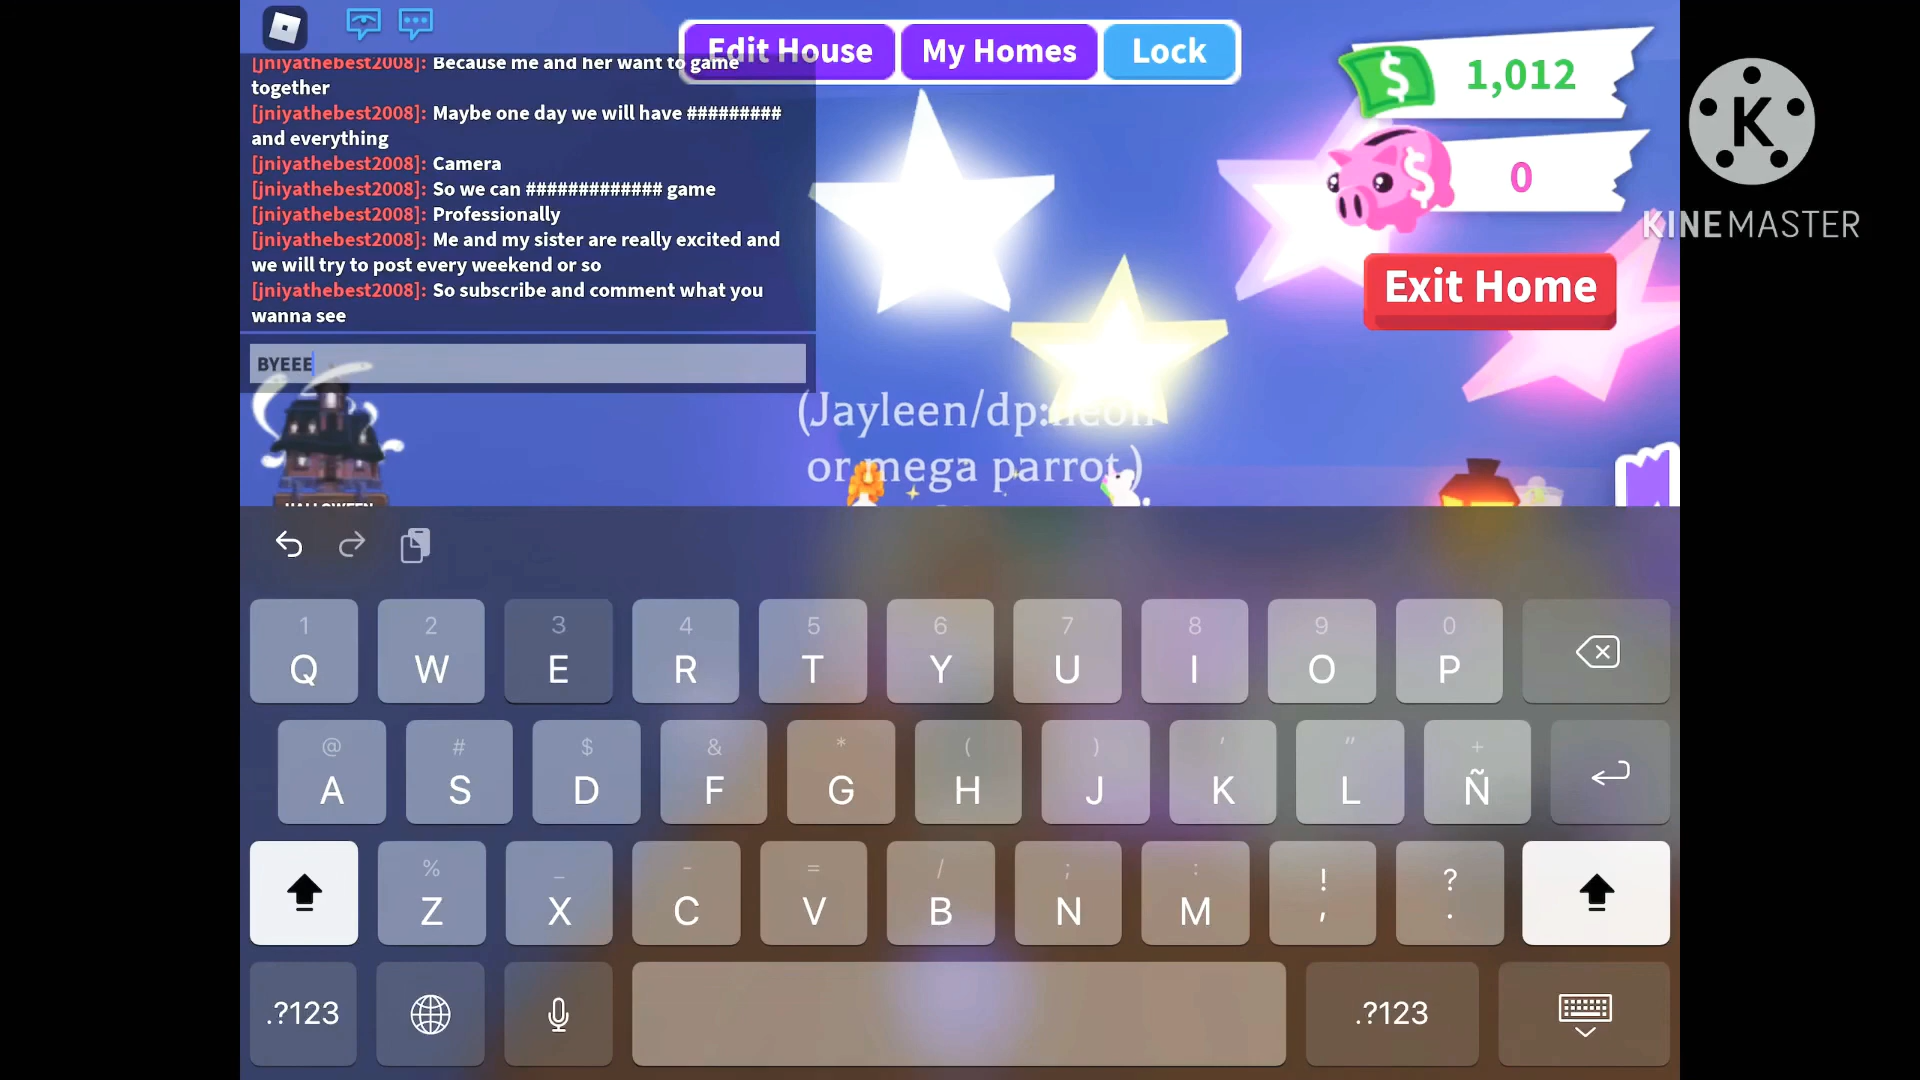 Edit House
My Homes
Lock
[jniyathebest2008]: Because me and her want to game
together
[jniyathebest2008]: Maybe one day we will have #########
and everything
[jniyathebest2008]: Camera
[jniyathebest2008]: So we can ############# game
[jniyathebest2008]: Professionally
[jniyathebest2008]: Me and my sister are really excited and
we will try to post every weekend or so
[jniyathebest2008]: So subscribe and comment what you
wanna see
BYEEE
1,012
0
Exit Home
K
KINEMASTER
(Jayleen/dp:neon
or mega parrot )
HALLOWEEN
1 2 3 4 5 6 7 8 9 0
Q W E R T Y U I O P
@ # $ & * ( ) ' " +
A S D F G H J K L Ñ
% _ - = / ; : ! ?
Z X C V B N M , .
.?123
.?123